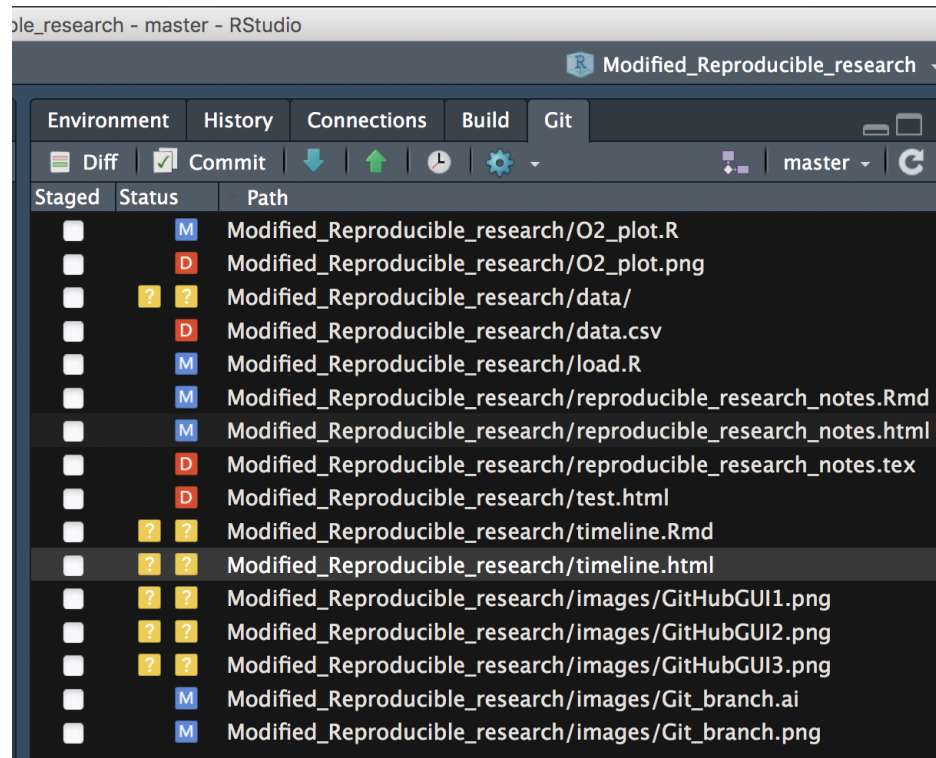 ole_research - master - RStudio
R Modified_Reproducible_research
Environment History Connections Build Git
Diff Commit master
Staged Status Path
M Modified_Reproducible_research/O2_plot.R
D Modified_Reproducible_research/O2_plot.png
? ? Modified_Reproducible_research/data/
D Modified_Reproducible_research/data.csv
M Modified_Reproducible_research/load.R
M Modified_Reproducible_research/reproducible_research_notes.Rmd
M Modified_Reproducible_research/reproducible_research_notes.html
D Modified_Reproducible_research/reproducible_research_notes.tex
D Modified_Reproducible_research/test.html
? ? Modified_Reproducible_research/timeline.Rmd
? ? Modified_Reproducible_research/timeline.html
? ? Modified_Reproducible_research/images/GitHubGUI1.png
? ? Modified_Reproducible_research/images/GitHubGUI2.png
? ? Modified_Reproducible_research/images/GitHubGUI3.png
M Modified_Reproducible_research/images/Git_branch.ai
M Modified_Reproducible_research/images/Git_branch.png